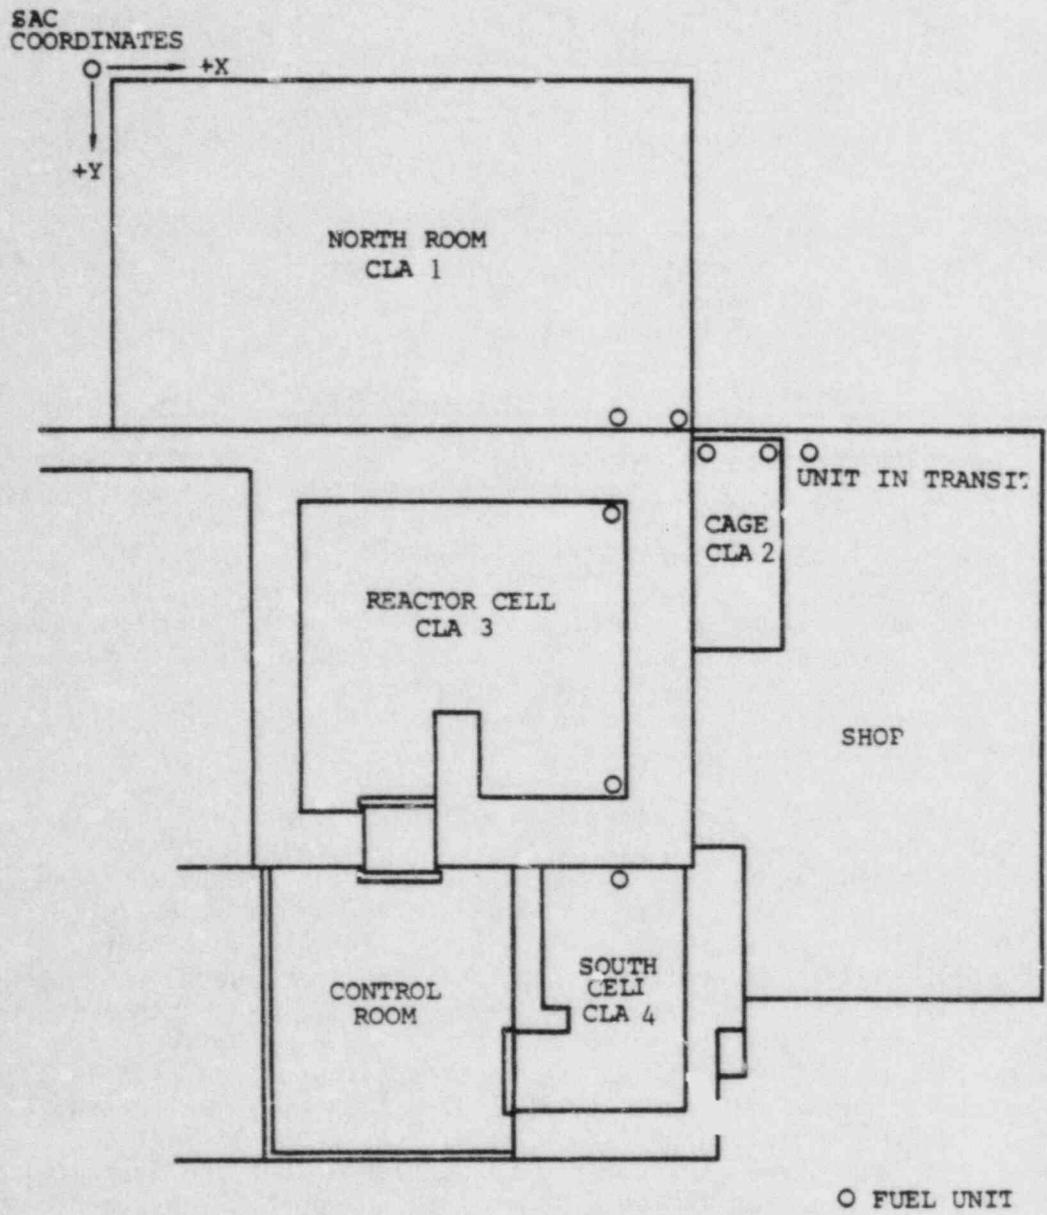 SAC
COORDINATES
+X
+Y
NORTH ROOM
CLA 1
UNIT IN TRANSIT
CAGE
CLA 2
REACTOR CELL
CLA 3
SHOP
SOUTH
CELL
CLA 4
CONTROL
ROOM
O FUEL UNIT